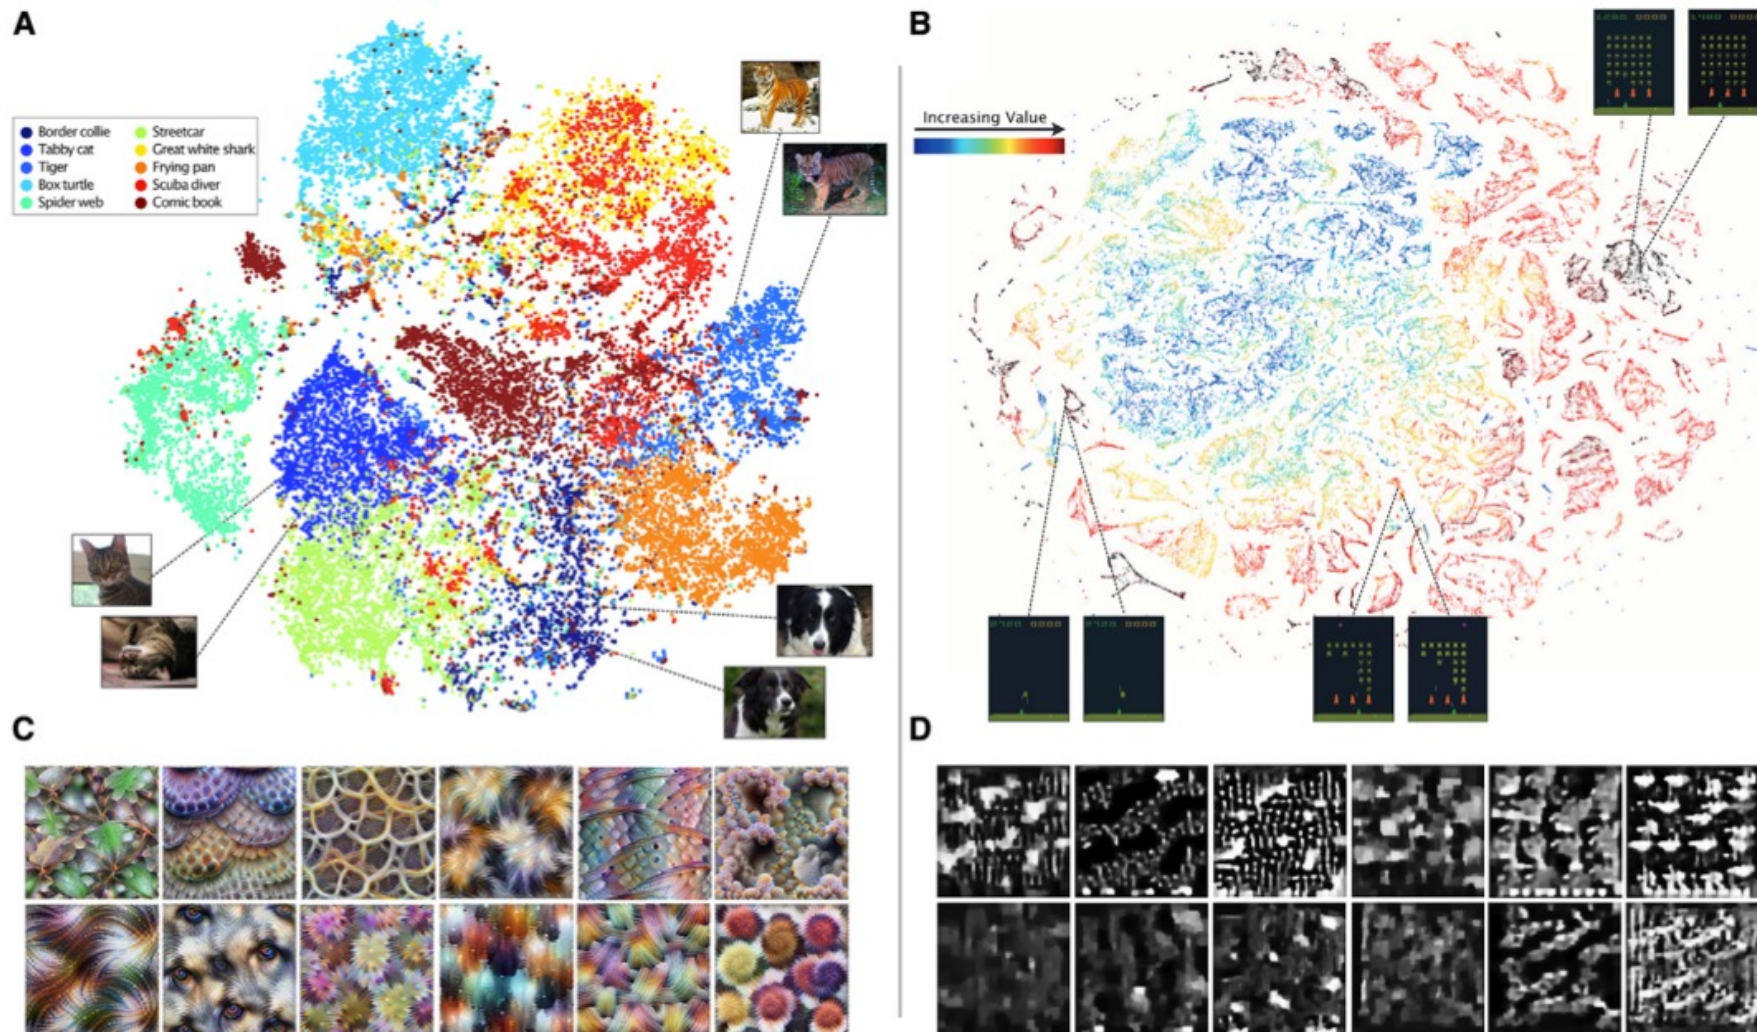 A
Border collie
Tabby cat
Tiger
Box turtle
Spider web
Streetcar
Great white shark
Frying pan
Scuba diver
Comic book
B
Increasing Value
C
D